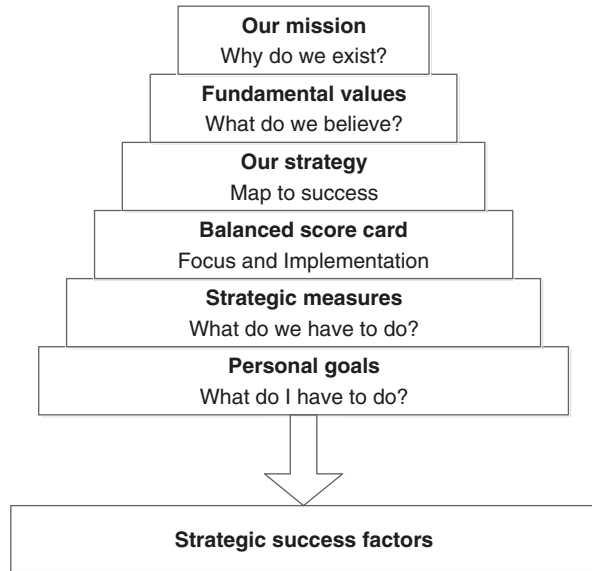 Our mission
Why do we exist?
Fundamental values
What do we believe?
Our strategy
Map to success
Balanced score card
Focus and Implementation
Strategic measures
What do we have to do?
Personal goals
What do I have to do?
Strategic success factors